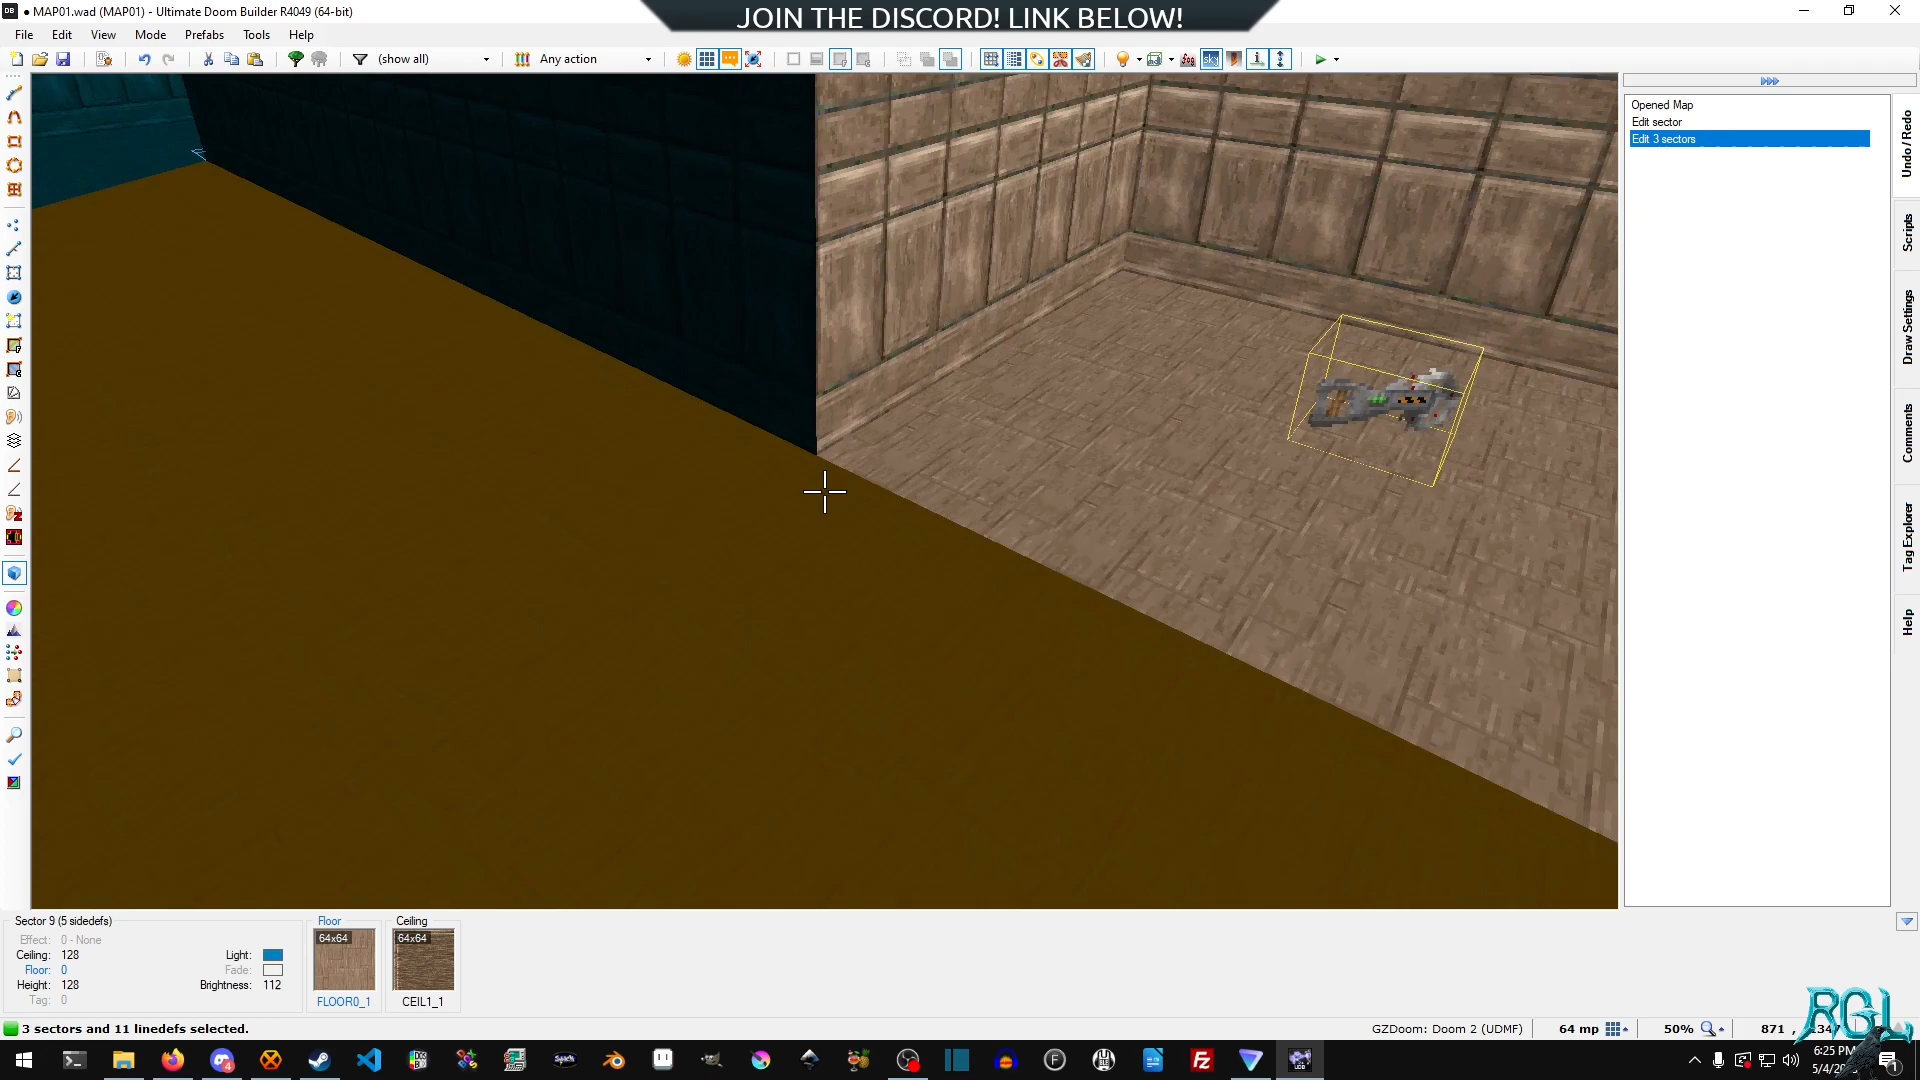 MAP01.wad (MAP01) - Ultimate Doom Builder R4049 (64-bit)
JOIN THE DISCORD! LINK BELOW!
File Edit View Mode Prefabs Tools Help
(show all)
Any action
Opened Map
Edit sector
Edit 3 sectors
Undo / Redo
Scripts
Draw Settings
Comments
Tag Explorer
Help
Sector 9 (5 sidedefs)
Effect: 0 - None
Ceiling: 128
Floor: 0
Height: 128
Tag: 0
Light:
Fade:
Brightness: 112
Floor
64x64
FLOOR0_1
Ceiling
64x64
CEIL1_1
3 sectors and 11 linedefs selected.
GZDoom: Doom 2 (UDMF)
64 mp
50%
871 ,
RGL
6:25 PM